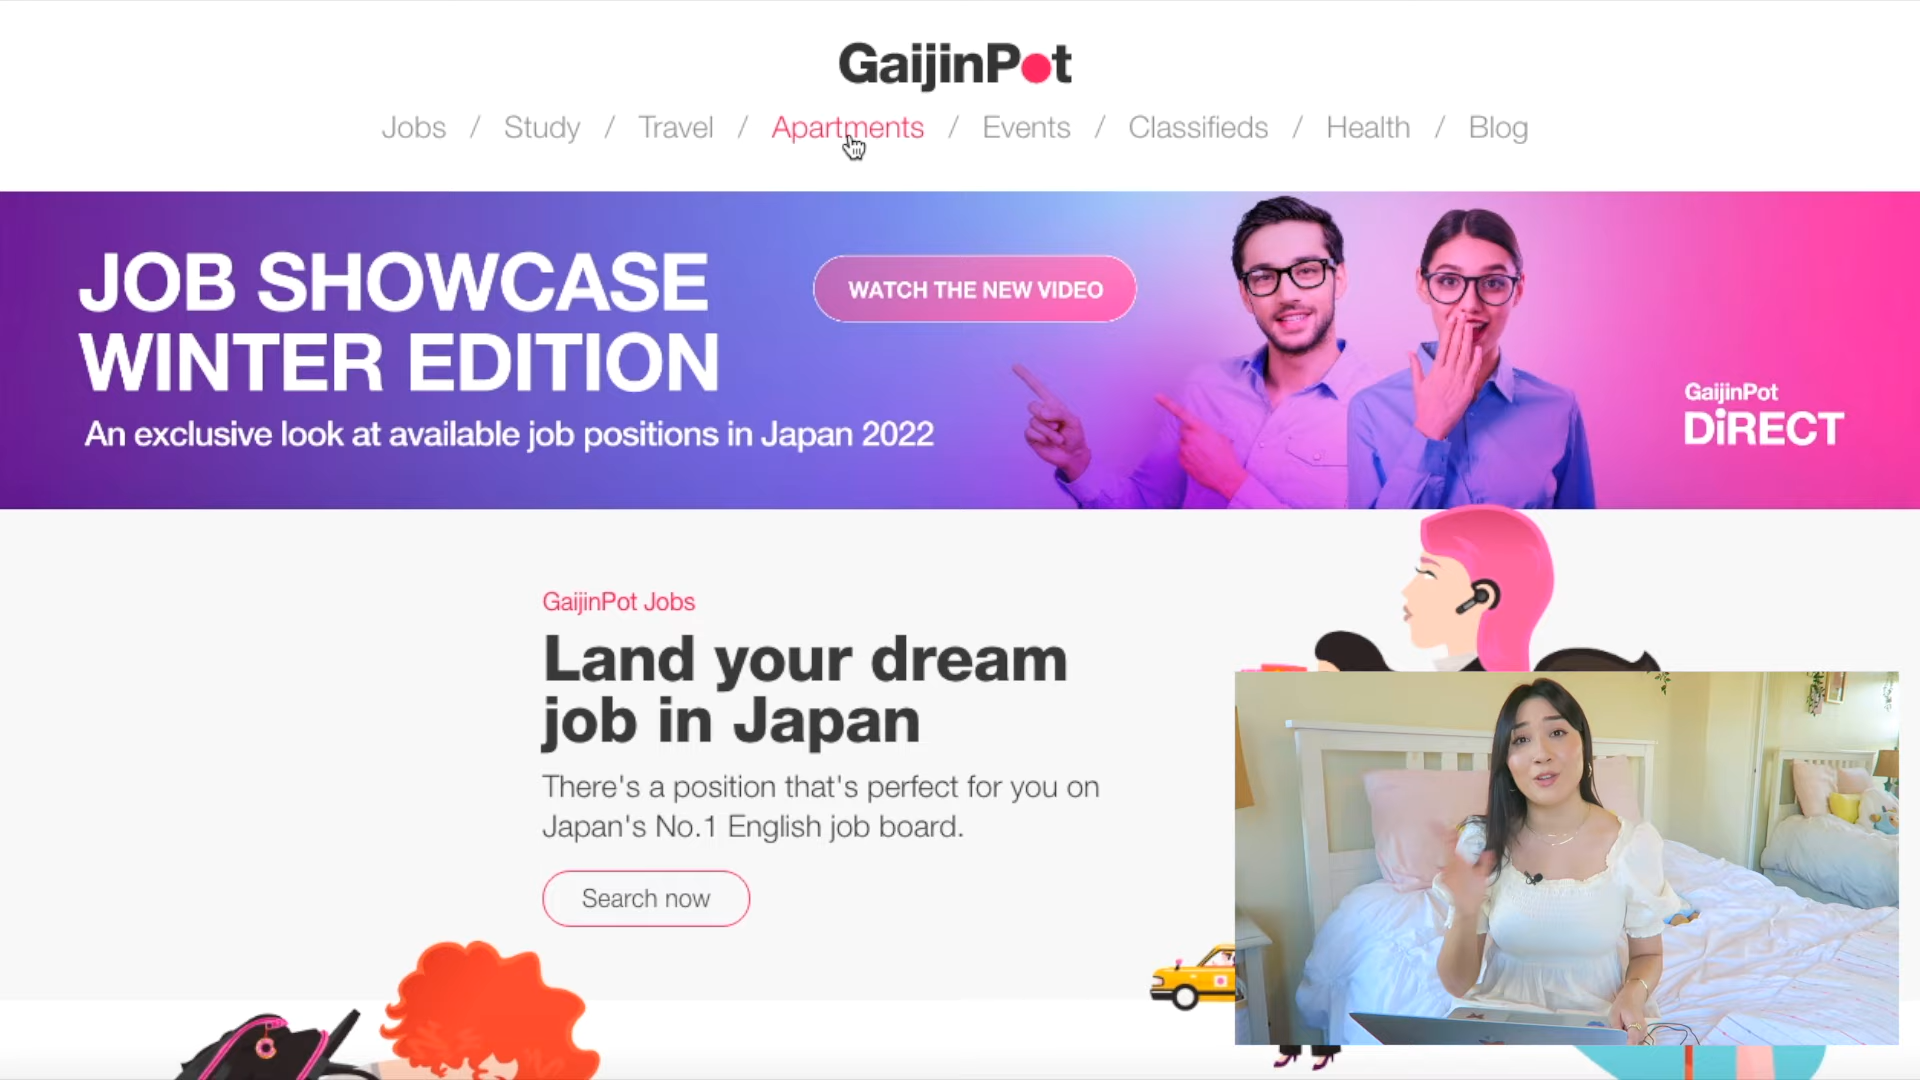 GaijinPot
Jobs / Study / Travel / Apartments / Events / Classifieds / Health / Blog
JOB SHOWCASE
WINTER EDITION
An exclusive look at available job positions in Japan 2022
WATCH THE NEW VIDEO
GaijinPot
DiRECT
GaijinPot Jobs
Land your dream
job in Japan
There's a position that's perfect for you on
Japan's No.1 English job board.
Search now